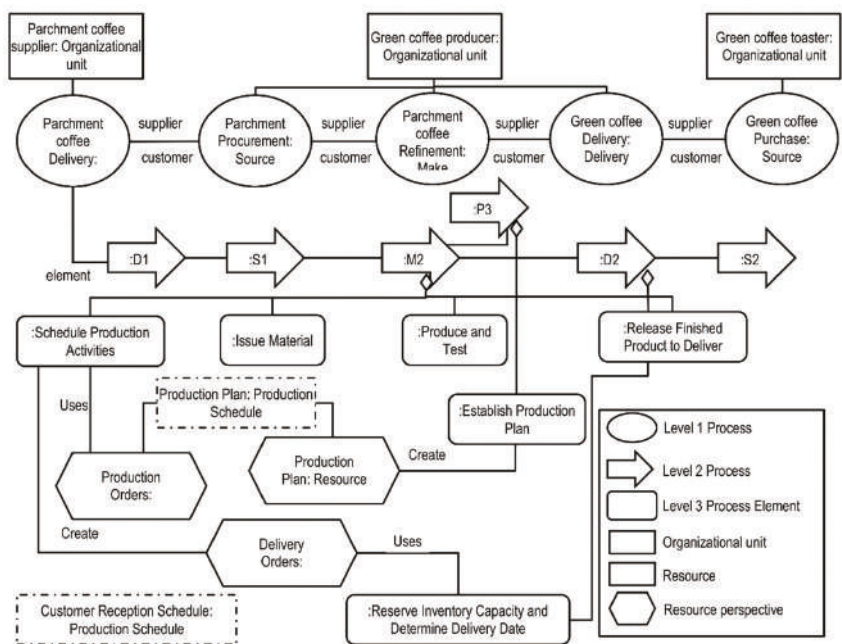 Parchment coffee
supplier: Organizational
unit
Green coffee producer:
Organizational unit
Green coffee toaster:
Organizational unit
Parchment
coffee
Delivery:
supplier
customer
Parchment
Procurement:
Source
supplier
customer
Parchment
coffee
Refinement:
Make
supplier
customer
Green coffee
Delivery:
Delivery
supplier
customer
Green coffee
Purchase:
Source
:P3
element
:D1
:S1
:M2
:D2
:S2
:Schedule Production
Activities
:Issue Material
:Produce and
Test
:Release Finished
Product to Deliver
Uses
Production Plan: Production
Schedule
:Establish Production
Plan
Production
Orders:
Production
Plan: Resource
Create
Create
Delivery
Orders:
Uses
Customer Reception Schedule:
Production Schedule
:Reserve Inventory Capacity and
Determine Delivery Date
Level 1 Process
Level 2 Process
Level 3 Process Element
Organizational unit
Resource
Resource perspective